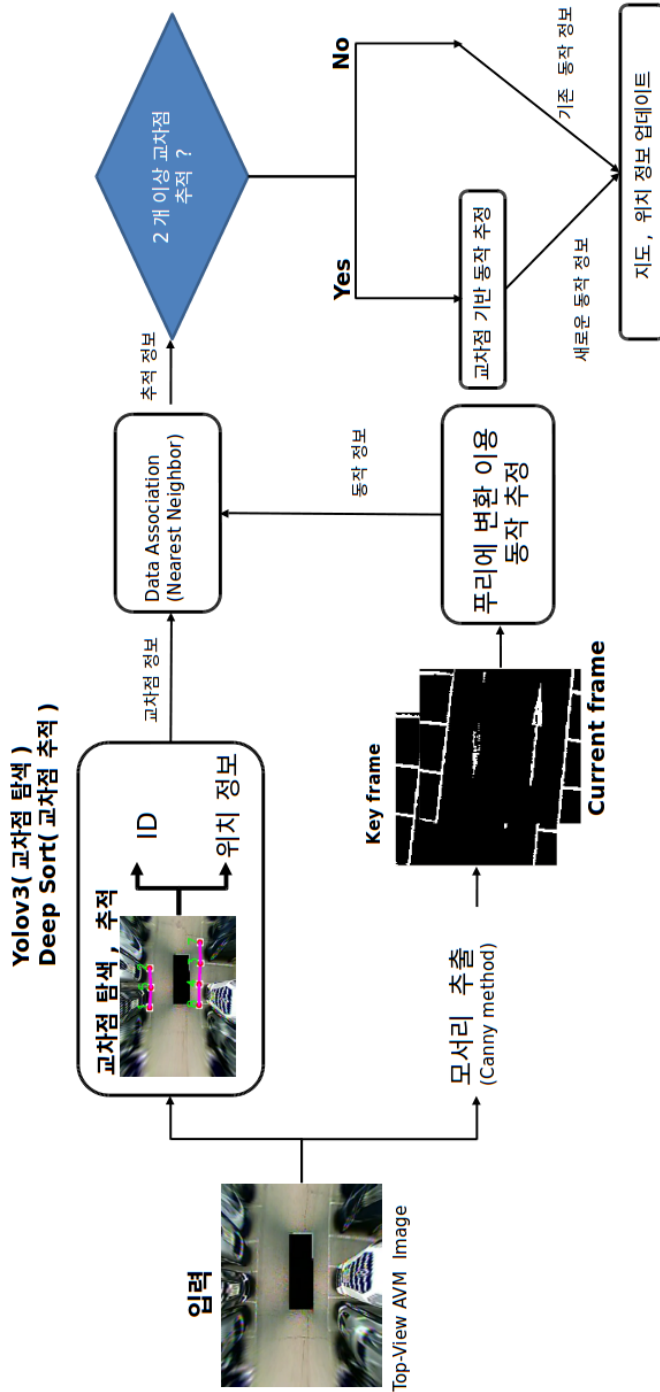 입력
Top-View AVM Image
Yolov3( 교차점 탐색 )
Deep Sort( 교차점 추적 )
교차점 탐색 , 추적
ID
위치 정보
모서리 추출
(Canny method)
Key frame
Current frame
교차점 정보
Data Association
(Nearest Neighbor)
푸리에 변환 이용
동작 추정
동작 정보
추적 정보
2 개 이상 교차점
추적 ?
Yes
No
교차점 기반 동작 추정
새로운 동작 정보
기존 동작 정보
지도 , 위치 정보 업데이트